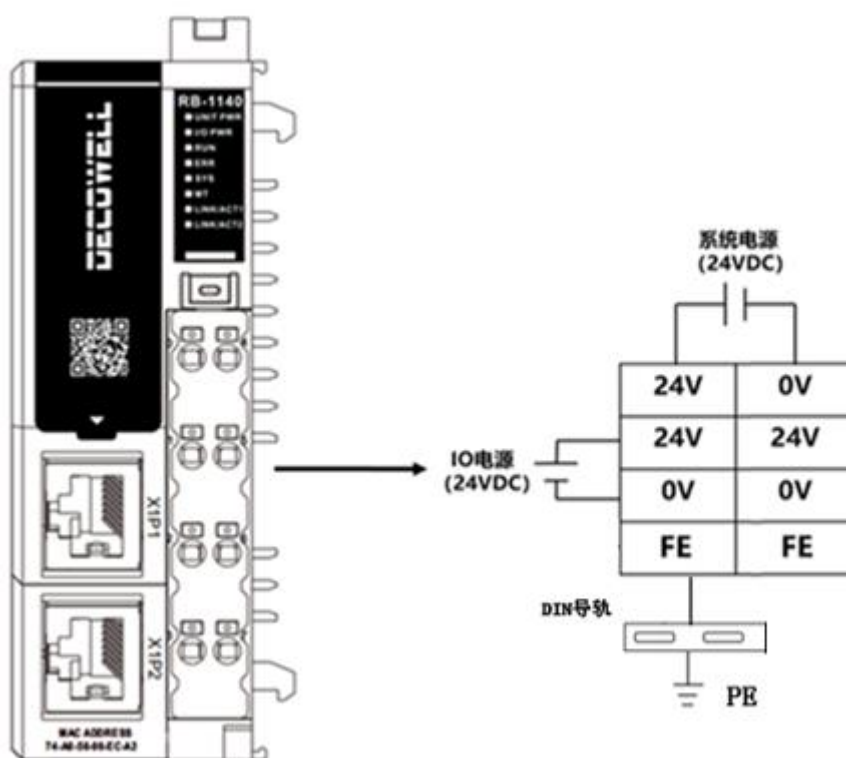 RB-1140
UNIT PWR
I/O PWR
RUN
ERR
SYS
MT
LINK/ACT1
LINK/ACT2
DECOWELL
X1P1
X1P2
MAC ADDRESS
系统电源
(24VDC)
24V 0V
24V 24V
IO电源
(24VDC)
0V 0V
FE FE
DIN导轨
PE